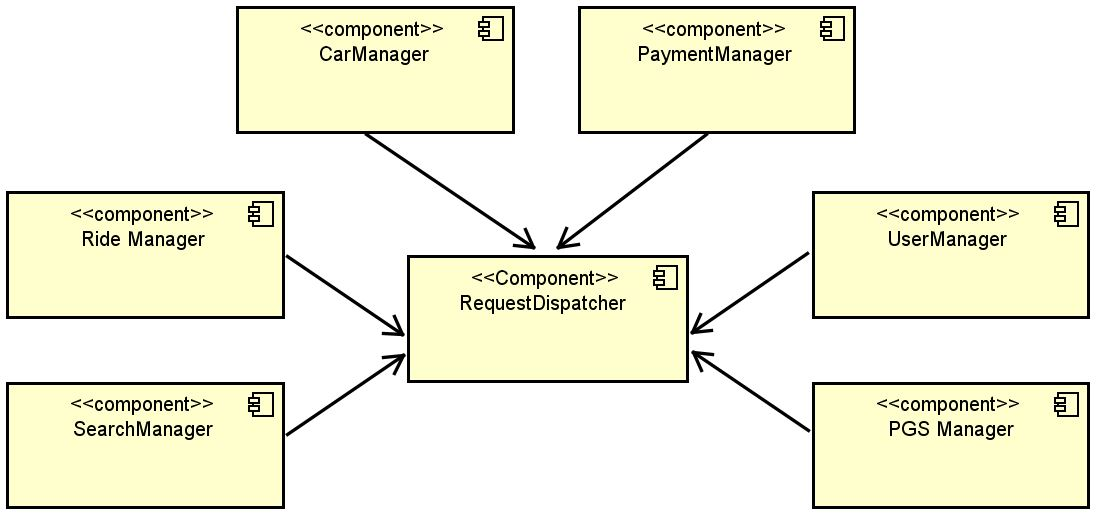 <<component>>
CarManager
<<component>>
PaymentManager
<<component>>
Ride Manager
<<component>>
UserManager
<<Component>>
RequestDispatcher
<<component>>
SearchManager
<<component>>
PGS Manager